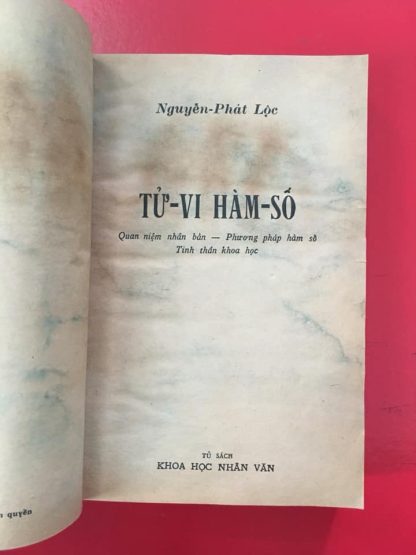 Nguyễn-Phát Lộc
TỬ-VI HÀM-SỐ
Quan niệm nhân bản — Phương pháp hàm số
Tinh thần khoa học
TỦ SÁCH
KHOA HỌC NHÂN VĂN
quyền